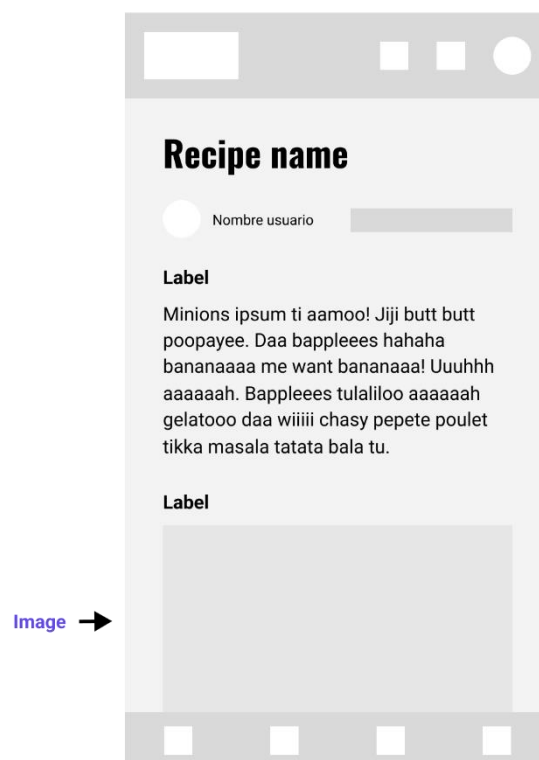 Recipe name
Nombre usuario
Label
Minions ipsum ti aamoo! Jiji butt butt
poopayee. Daa bappleees hahaha
bananaaaa me want bananaaa! Uuuhhh
aaaaaah. Bappleees tulaliloo aaaaaah
gelatooo daa wiiiii chasy pepete poulet
tikka masala tatata bala tu.
Label
Image